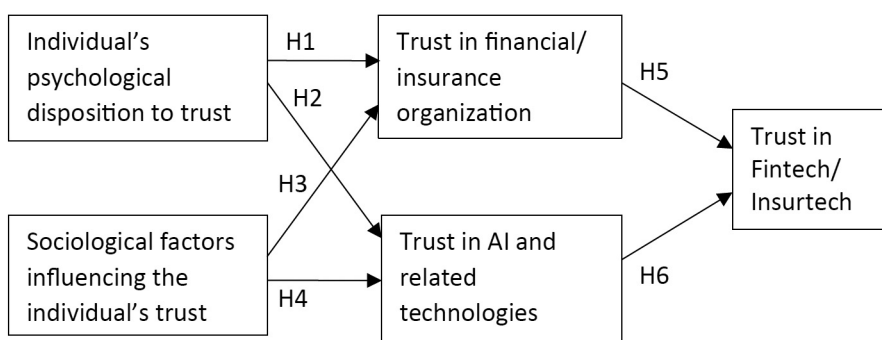 Individual’s
psychological
disposition to trust
H1
H2
Trust in financial/
insurance
organization
H5
Trust in
Fintech/
Insurtech
H3
Sociological factors
influencing the
individual’s trust
H4
Trust in AI and
related
technologies
H6